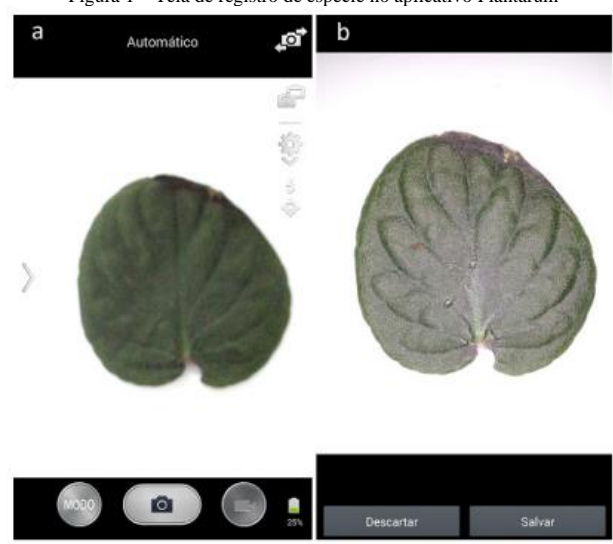 Figura 1 – Tela de registro de espécie no aplicativo Plantarum
a
Automático
MODO
25%
b
Descartar
Salvar